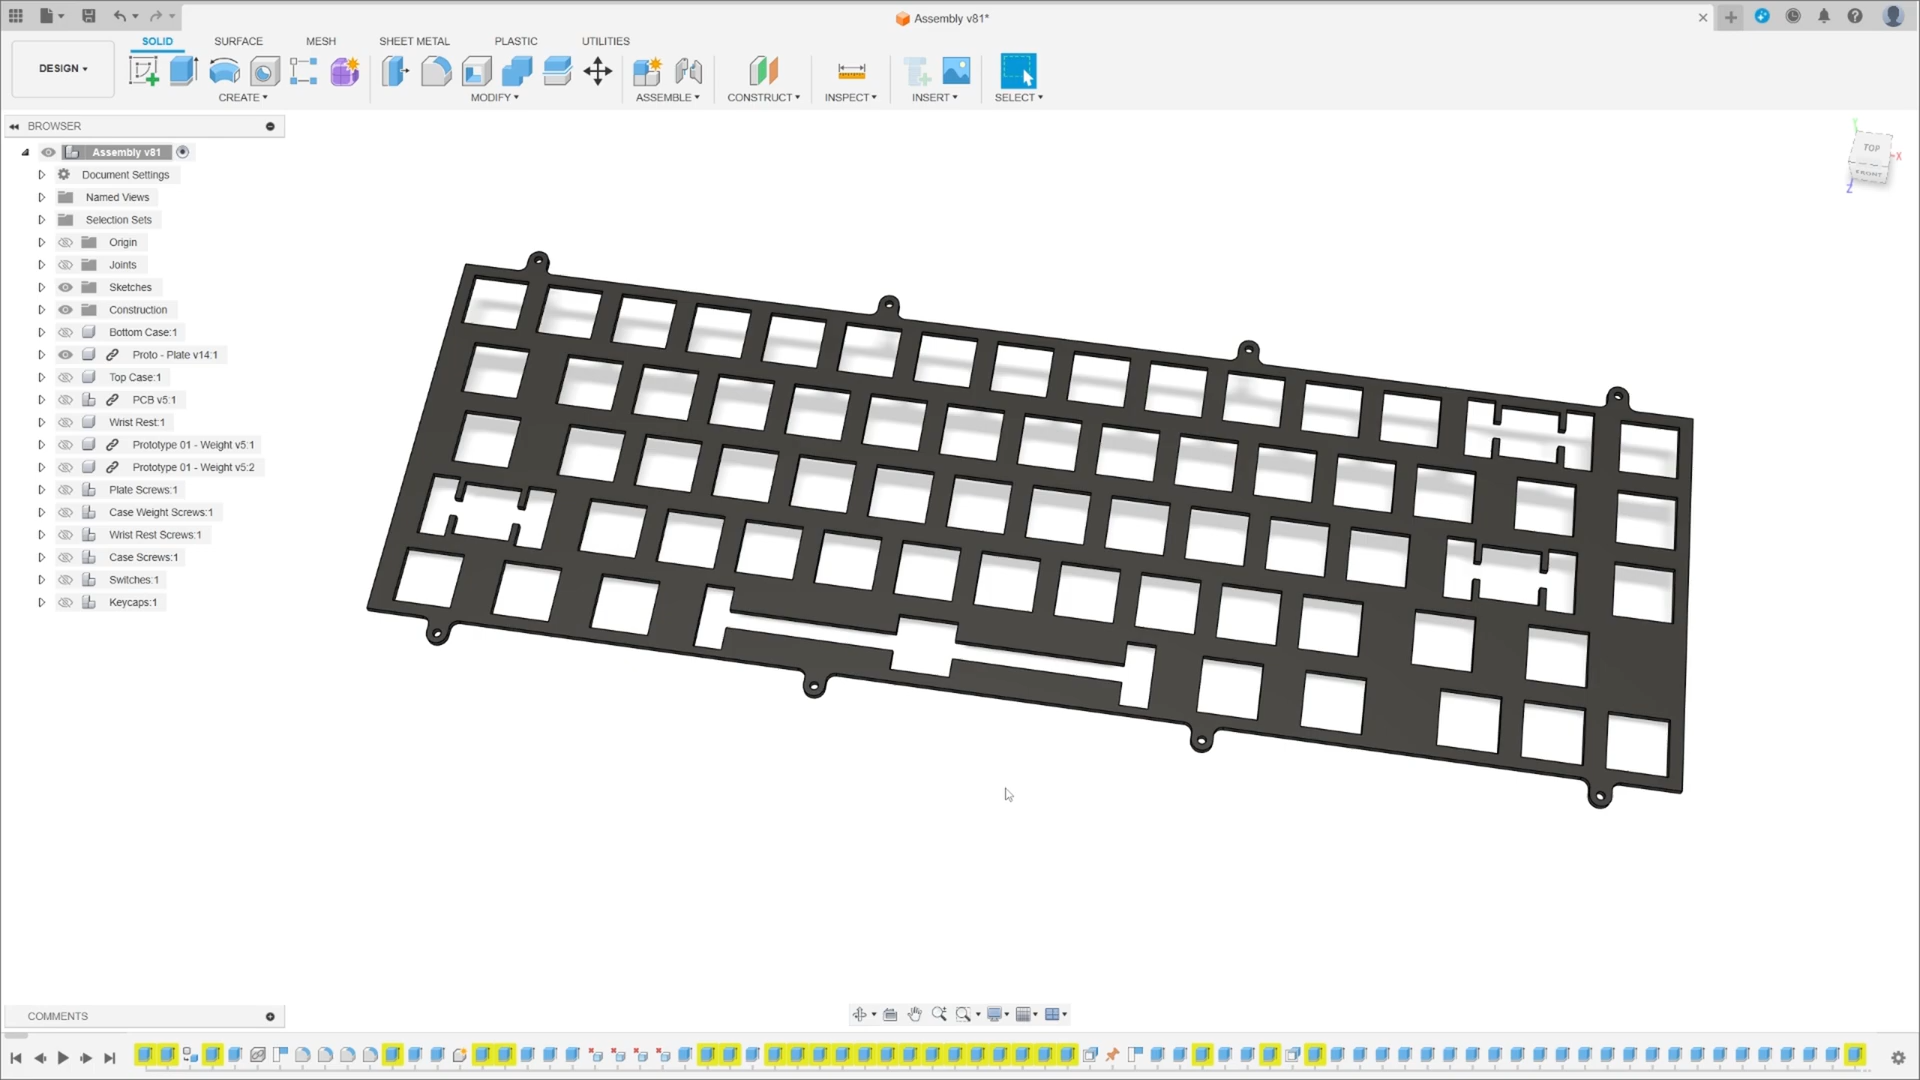 Assembly v81*
DESIGN
SOLID
SURFACE
MESH
SHEET METAL
PLASTIC
UTILITIES
CREATE
MODIFY
ASSEMBLE
CONSTRUCT
INSPECT
INSERT
SELECT
BROWSER
Assembly v81
Document Settings
Named Views
Selection Sets
Origin
Joints
Sketches
Construction
Bottom Case:1
Proto - Plate v14:1
Top Case:1
PCB v5:1
Wrist Rest:1
Prototype 01 - Weight v5:1
Prototype 01 - Weight v5:2
Plate Screws:1
Case Weight Screws:1
Wrist Rest Screws:1
Case Screws:1
Switches:1
Keycaps:1
Y
TOP
X
FRONT
Z
COMMENTS